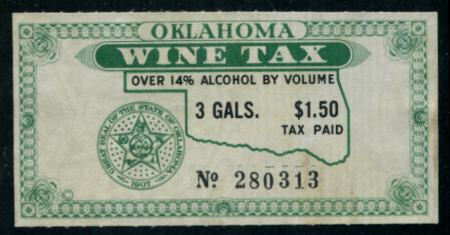 OKLAHOMA
WINE TAX
OVER 14% ALCOHOL BY VOLUME
3 GALS. $1.50
TAX PAID
GREAT SEAL OF THE STATE OF OKLAHOMA
1907
No 280313